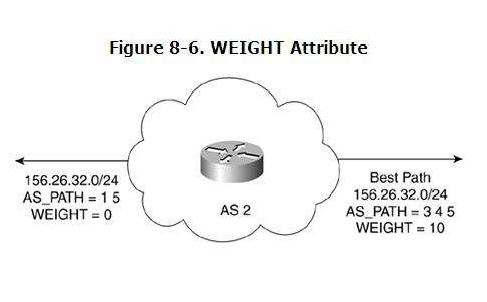 Figure 8-6. WEIGHT Attribute
156.26.32.0/24
AS_PATH = 1 5
WEIGHT = 0
AS 2
Best Path
156.26.32.0/24
AS_PATH = 3 4 5
WEIGHT = 10